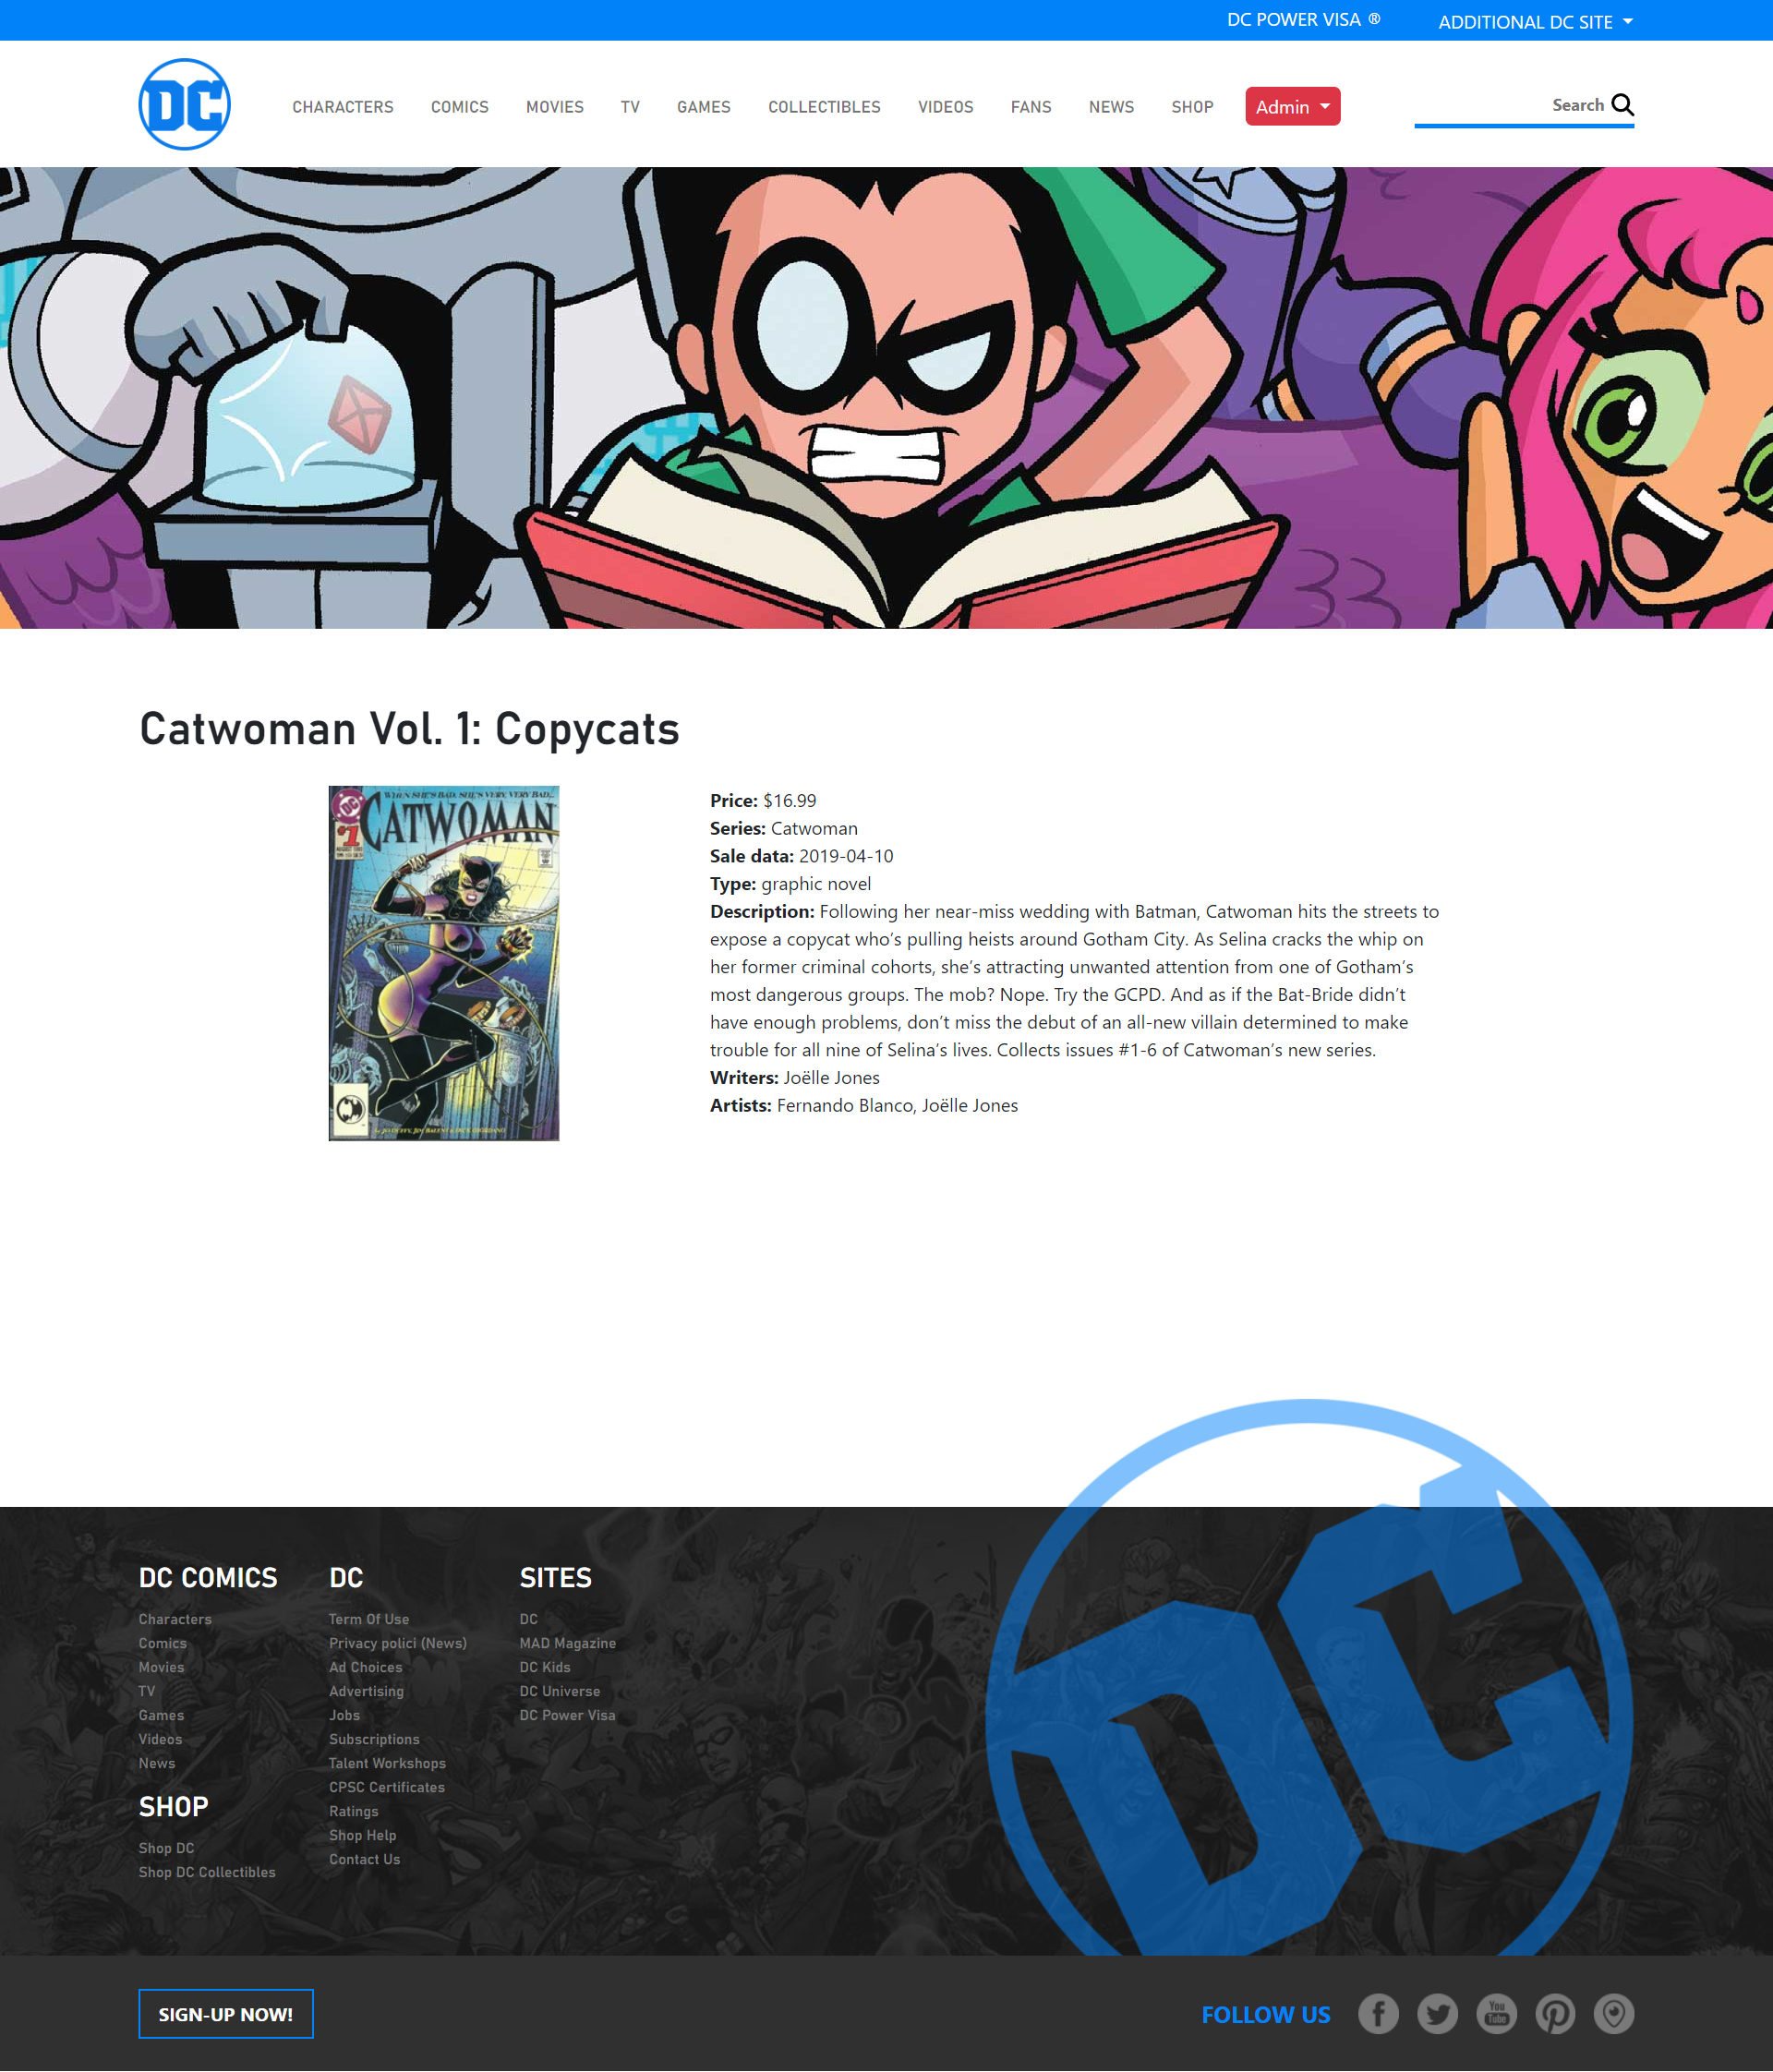 DC POWER VISA ® ADDITIONAL DC SITE
DC CHARACTERS COMICS MOVIES TV GAMES COLLECTIBLES VIDEOS FANS NEWS SHOP Admin Search
Catwoman Vol. 1: Copycats
WHEN SHE'S BAD, SHE'S VERY, VERY BAD...
DC
CATWOMAN
#1
Price: $16.99
Series: Catwoman
Sale data: 2019-04-10
Type: graphic novel
Description: Following her near-miss wedding with Batman, Catwoman hits the streets to
expose a copycat who’s pulling heists around Gotham City. As Selina cracks the whip on
her former criminal cohorts, she’s attracting unwanted attention from one of Gotham’s
most dangerous groups. The mob? Nope. Try the GCPD. And as if the Bat-Bride didn’t
have enough problems, don’t miss the debut of an all-new villain determined to make
trouble for all nine of Selina’s lives. Collects issues #1-6 of Catwoman’s new series.
Writers: Joëlle Jones
Artists: Fernando Blanco, Joëlle Jones
DC COMICS
Characters
Comics
Movies
TV
Games
Videos
News
SHOP
Shop DC
Shop DC Collectibles
DC
Term Of Use
Privacy polici (News)
Ad Choices
Advertising
Jobs
Subscriptions
Talent Workshops
CPSC Certificates
Ratings
Shop Help
Contact Us
SITES
DC
MAD Magazine
DC Kids
DC Universe
DC Power Visa
DC
SIGN-UP NOW!
FOLLOW US
You
Tube